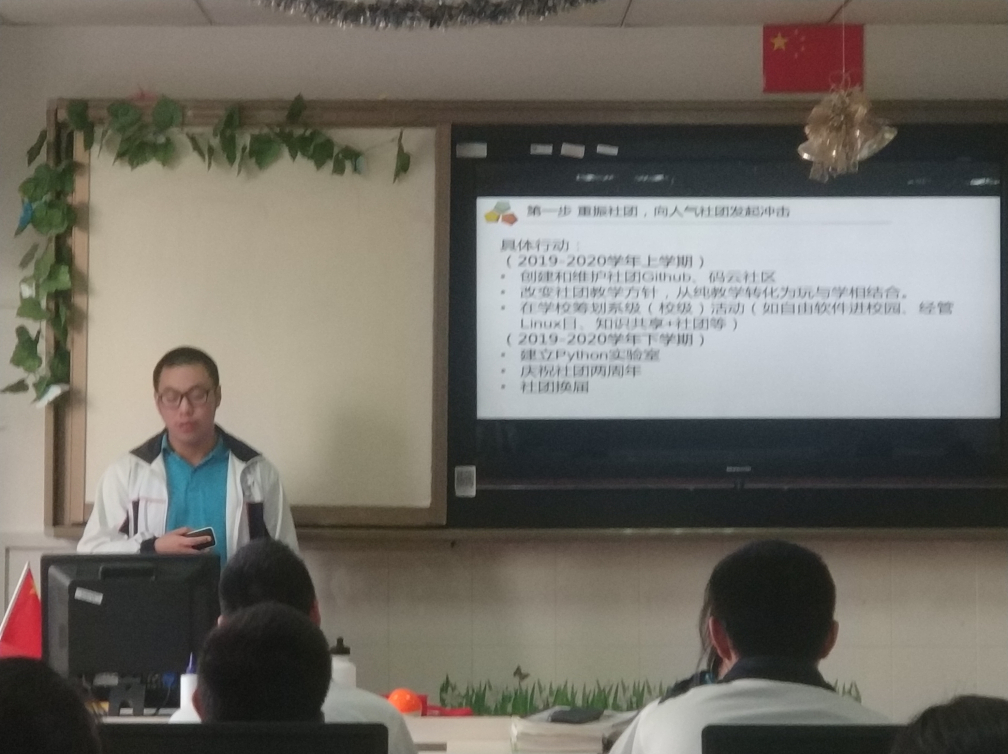 第一步 重振社团，向人气社团发起冲击
具体行动：
（2019-2020学年上学期）
• 创建和维护社团Github、码云社区
• 改变社团教学方针，从纯教学转化为玩与学相结合。
• 在学校筹划系级（校级）活动（如自由软件进校园、经管
Linux日、知识共享+社团等）
（2019-2020学年下学期）
• 建立Python实验室
• 庆祝社团两周年
• 社团换届